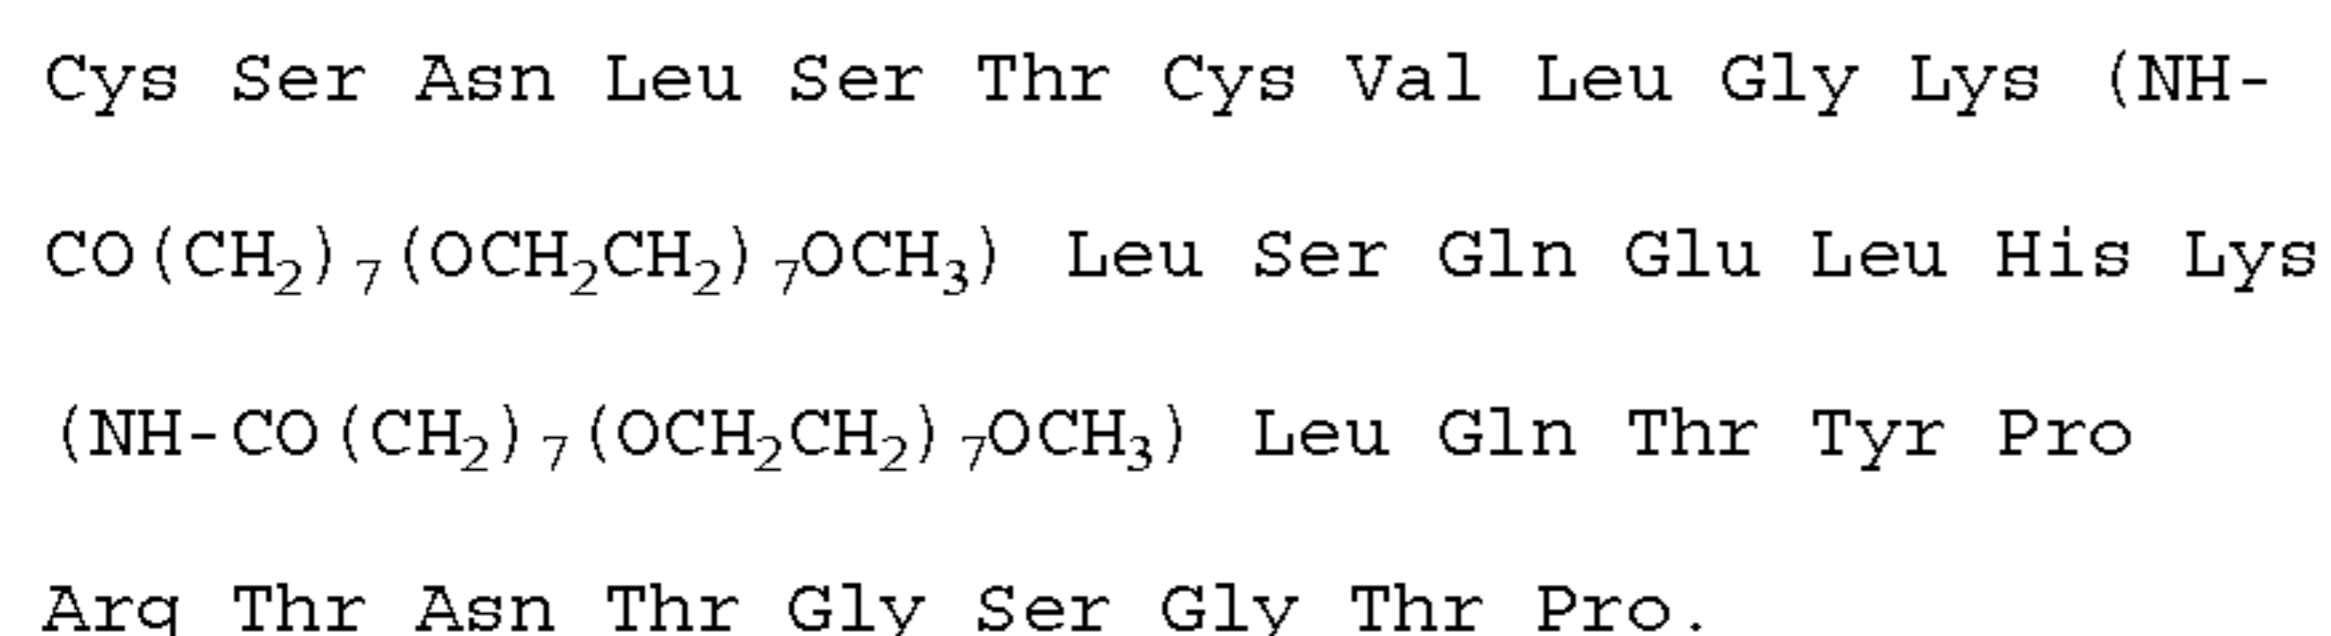 Cys Ser Asn Leu Ser Thr Cys Val Leu Gly Lys (NH-
CO(CH₂)₇(OCH₂CH₂)₇OCH₃) Leu Ser Gln Glu Leu His Lys
(NH-CO(CH₂)₇(OCH₂CH₂)₇OCH₃) Leu Gln Thr Tyr Pro
Arg Thr Asn Thr Gly Ser Gly Thr Pro.